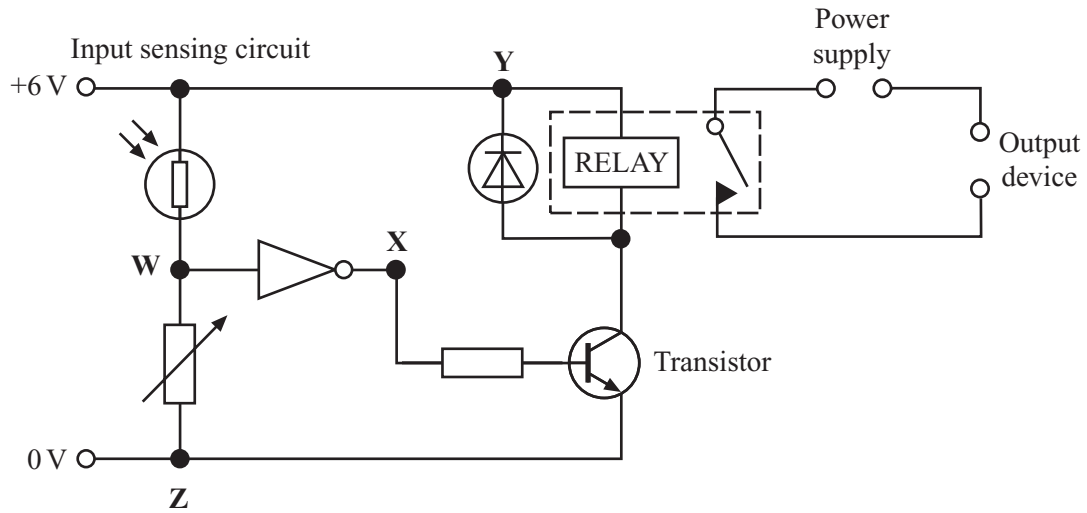 Power
supply
Input sensing circuit
Y
+6 V
RELAY
Output
device
W
X
Transistor
0 V
Z